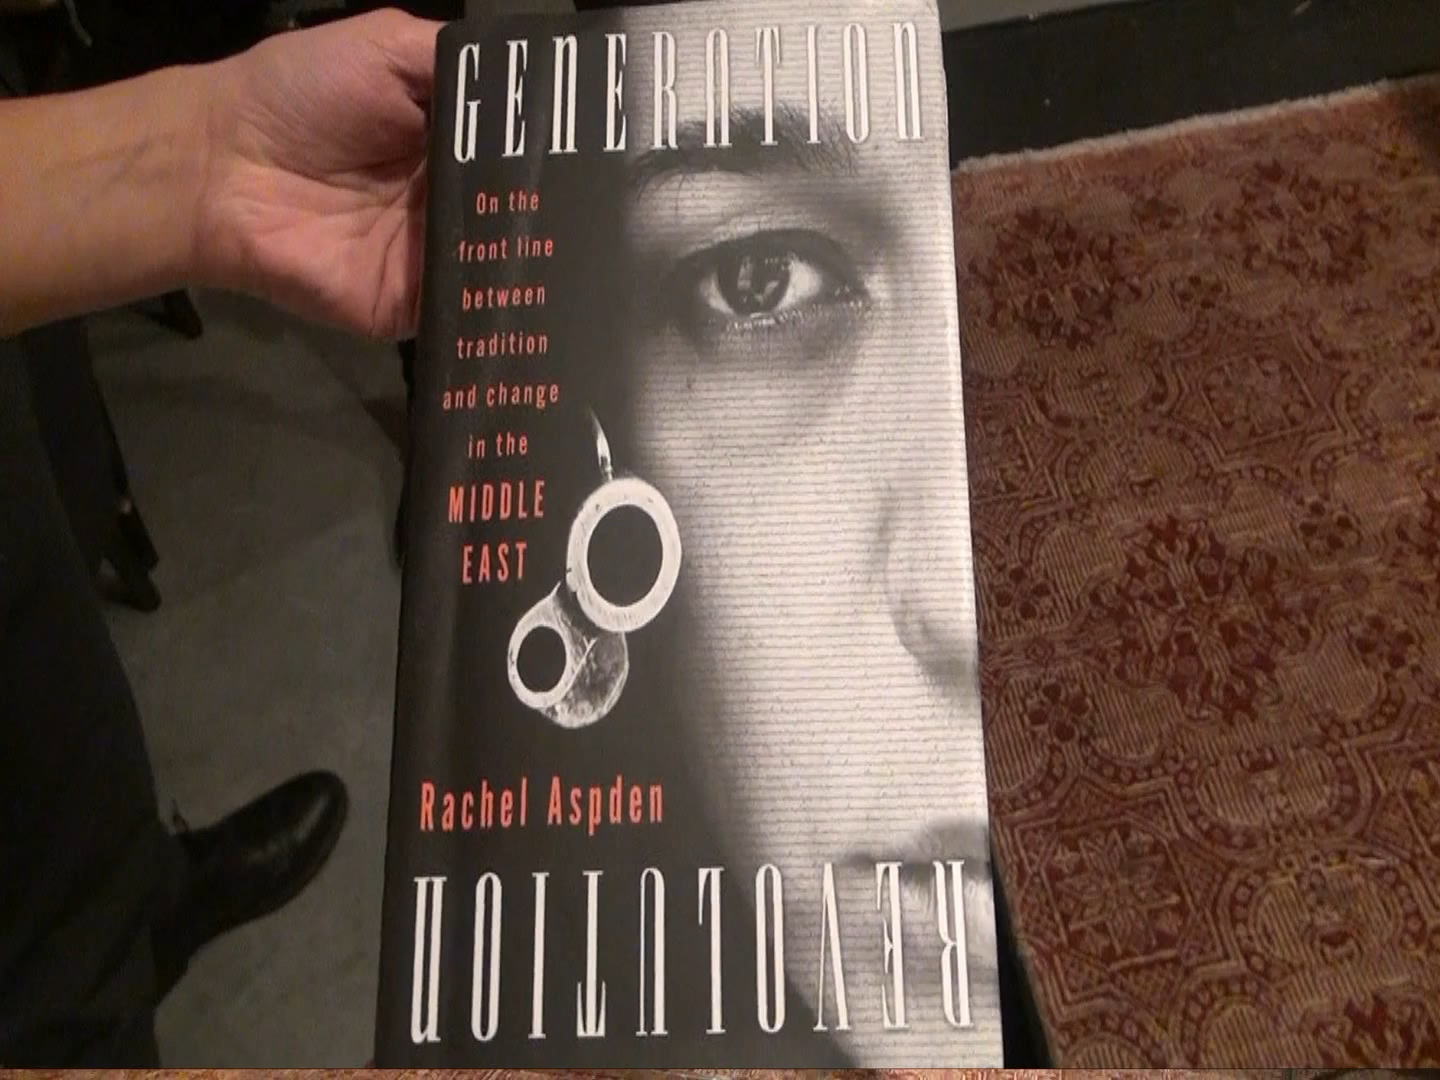 GENERATION
On the
front line
between
tradition
and change
in the
MIDDLE
EAST
Rachel Aspden
REVOLUTION